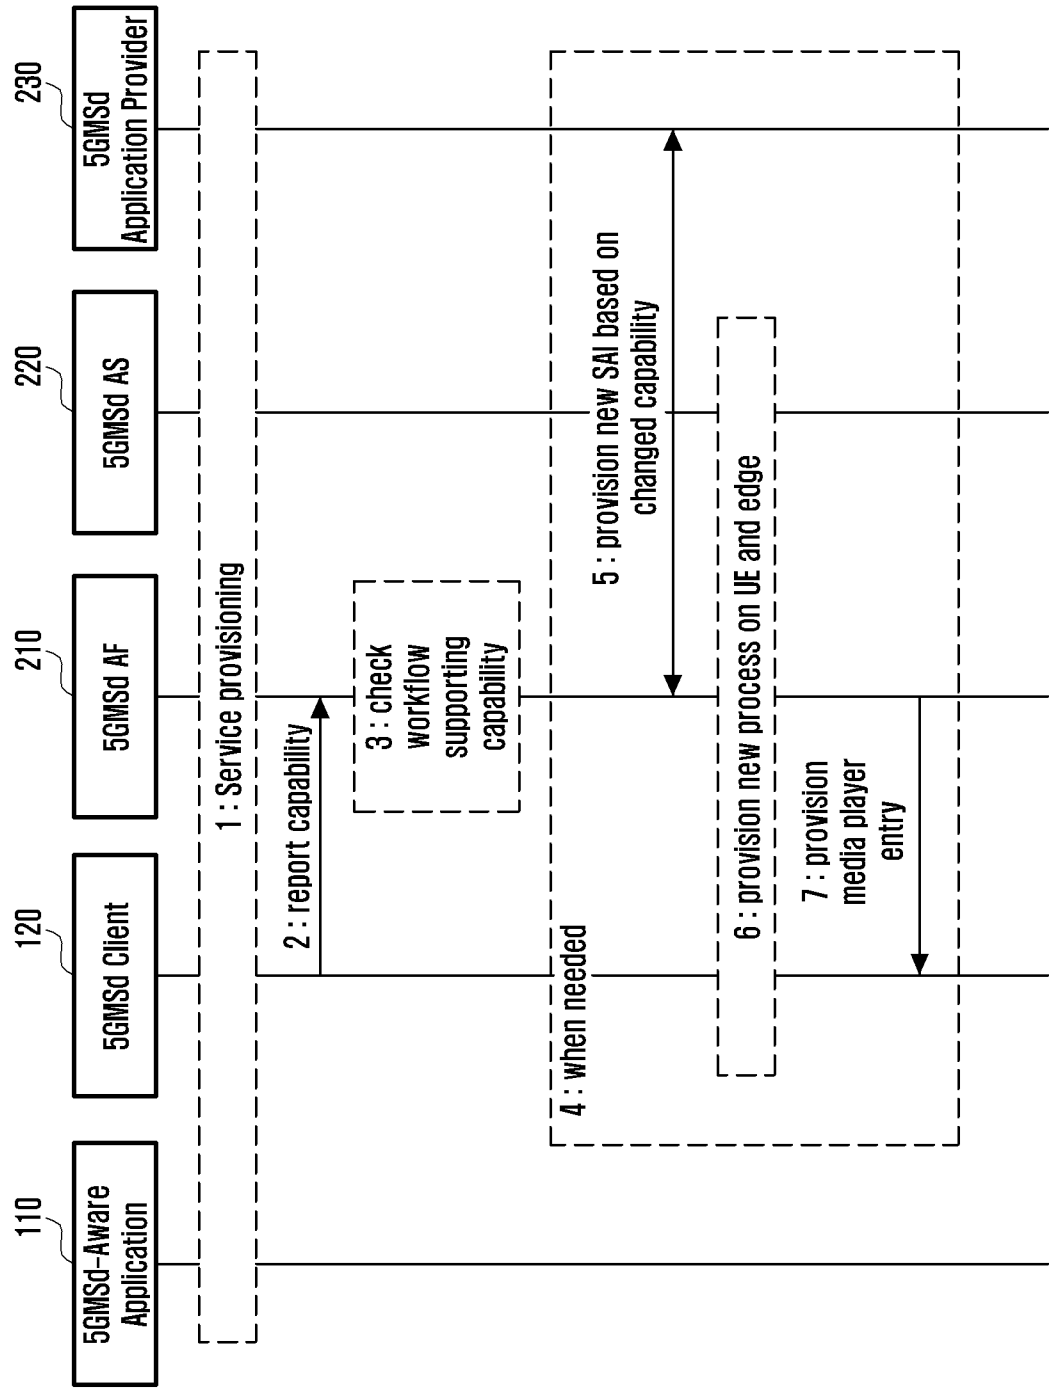 110
5GMSd-Aware
Application
120
5GMSd Client
210
5GMSd AF
220
5GMSd AS
230
5GMSd
Application Provider
1 : Service provisioning
2 : report capability
3 : check
workflow
supporting
capability
4 : when needed
5 : provision new SAI based on
changed capability
6 : provision new process on UE and edge
7 : provision
media player
entry